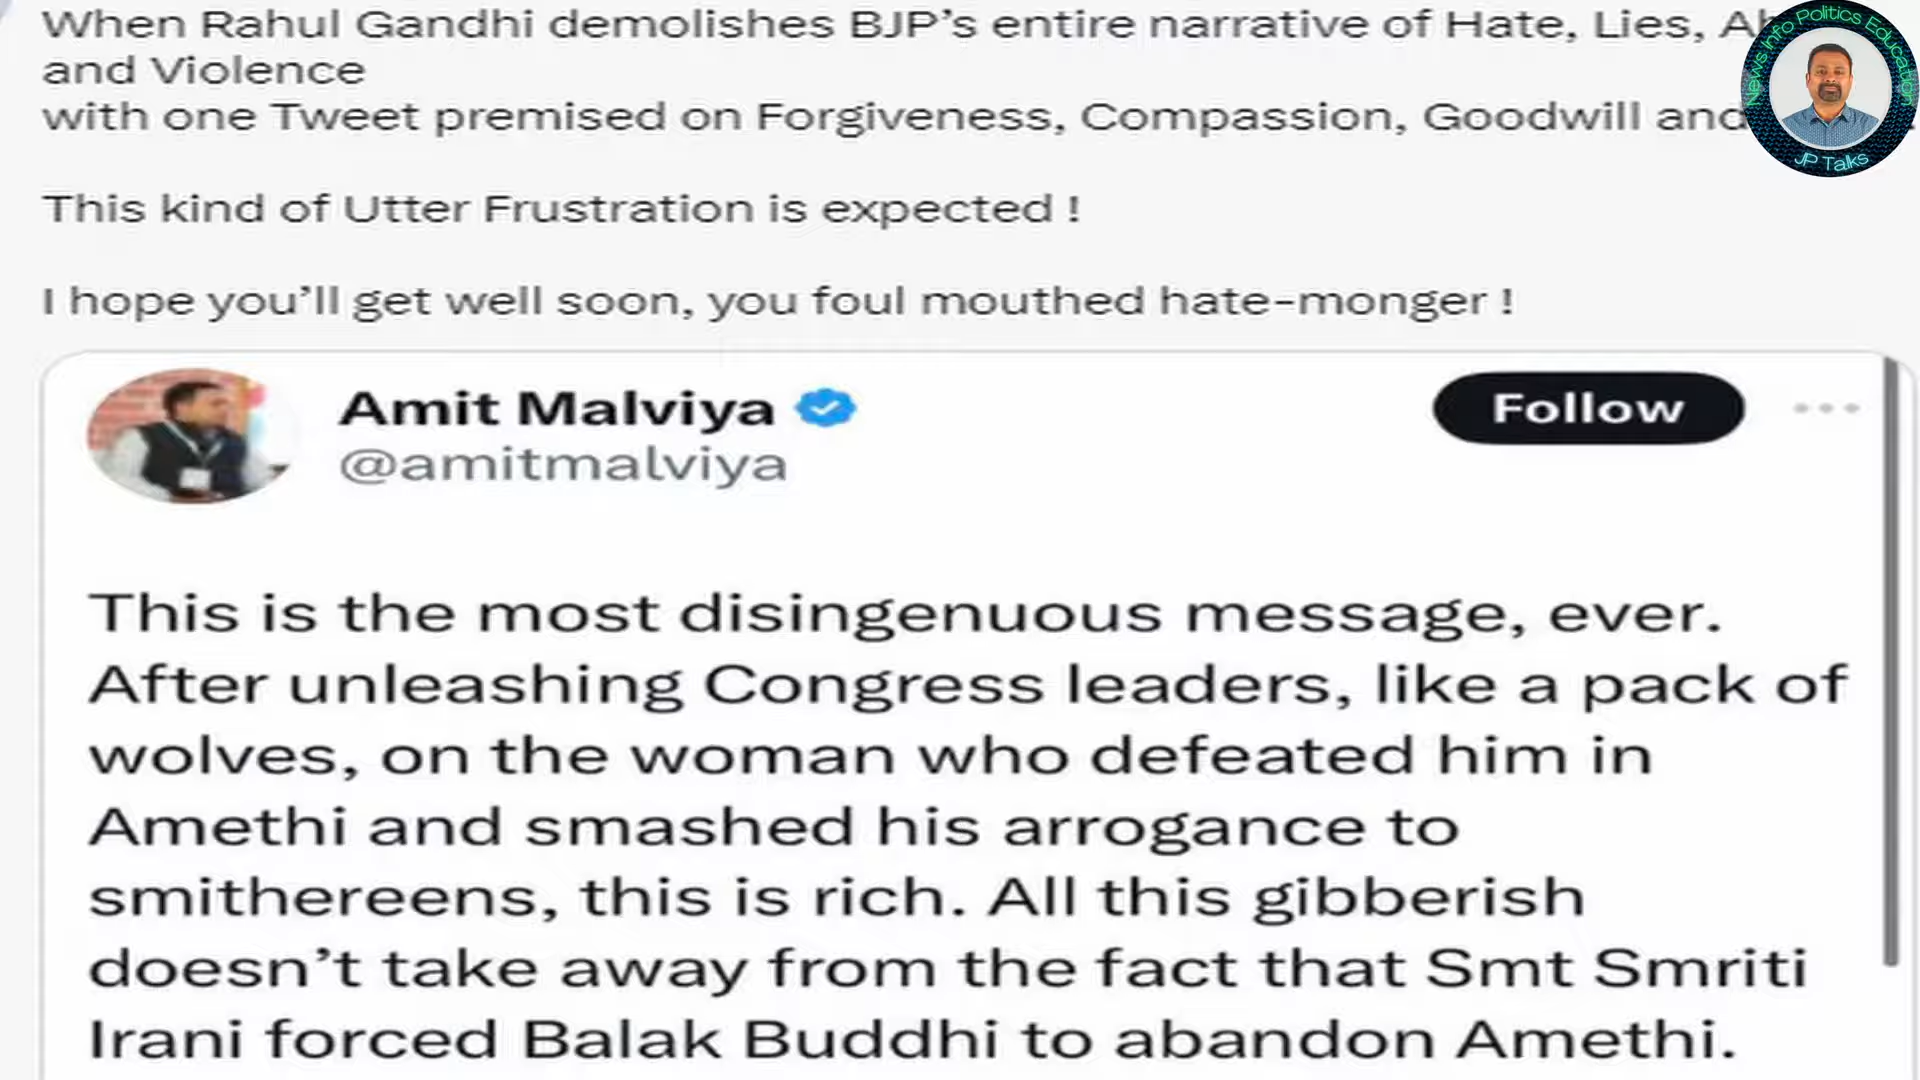 When Rahul Gandhi demolishes BJP’s entire narrative of Hate, Lies,
and Violence
with one Tweet premised on Forgiveness, Compassion, Goodwill and
This kind of Utter Frustration is expected !
I hope you’ll get well soon, you foul mouthed hate-monger !
News Info Politics Education
JP Talks
Amit Malviya
@amitmalviya
Follow
This is the most disingenuous message, ever.
After unleashing Congress leaders, like a pack of
wolves, on the woman who defeated him in
Amethi and smashed his arrogance to
smithereens, this is rich. All this gibberish
doesn’t take away from the fact that Smt Smriti
Irani forced Balak Buddhi to abandon Amethi.